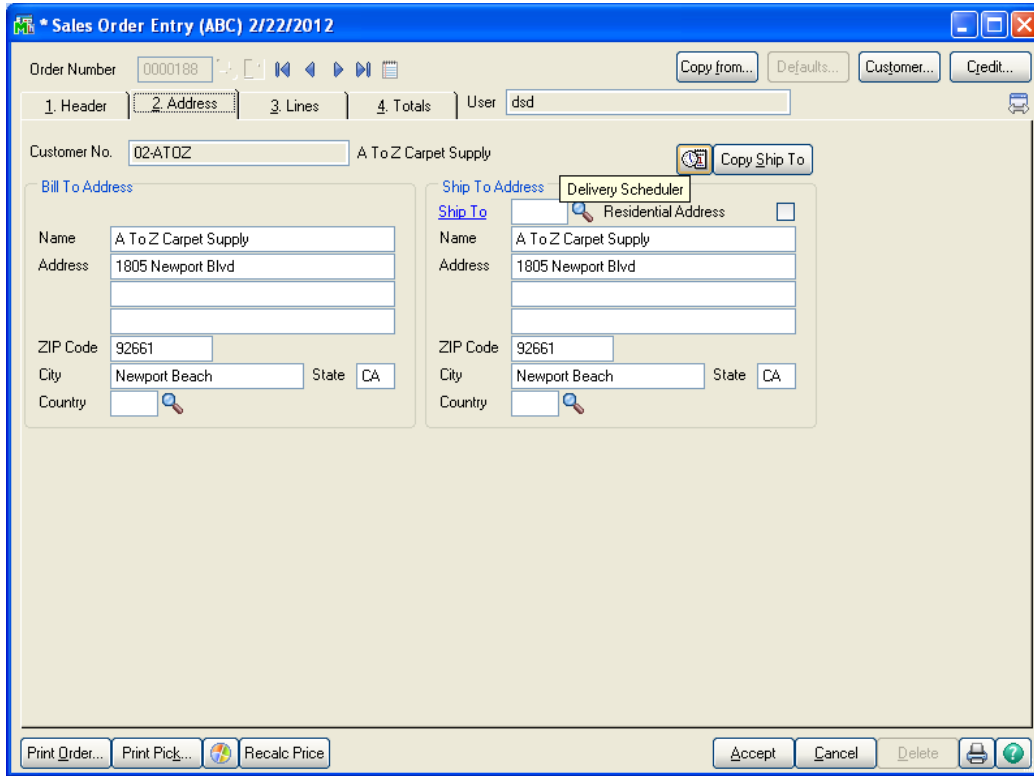 * Sales Order Entry (ABC) 2/22/2012
Order Number 0000188 Copy from... Defaults... Customer... Credit...
1. Header 2. Address 3. Lines 4. Totals User dsd
Customer No. 02-ATOZ A To Z Carpet Supply Copy Ship To
Delivery Scheduler
Bill To Address
Name A To Z Carpet Supply
Address 1805 Newport Blvd
ZIP Code 92661
City Newport Beach State CA
Country
Ship To Address
Ship To Residential Address
Name A To Z Carpet Supply
Address 1805 Newport Blvd
ZIP Code 92661
City Newport Beach State CA
Country
Print Order... Print Pick... Recalc Price Accept Cancel Delete